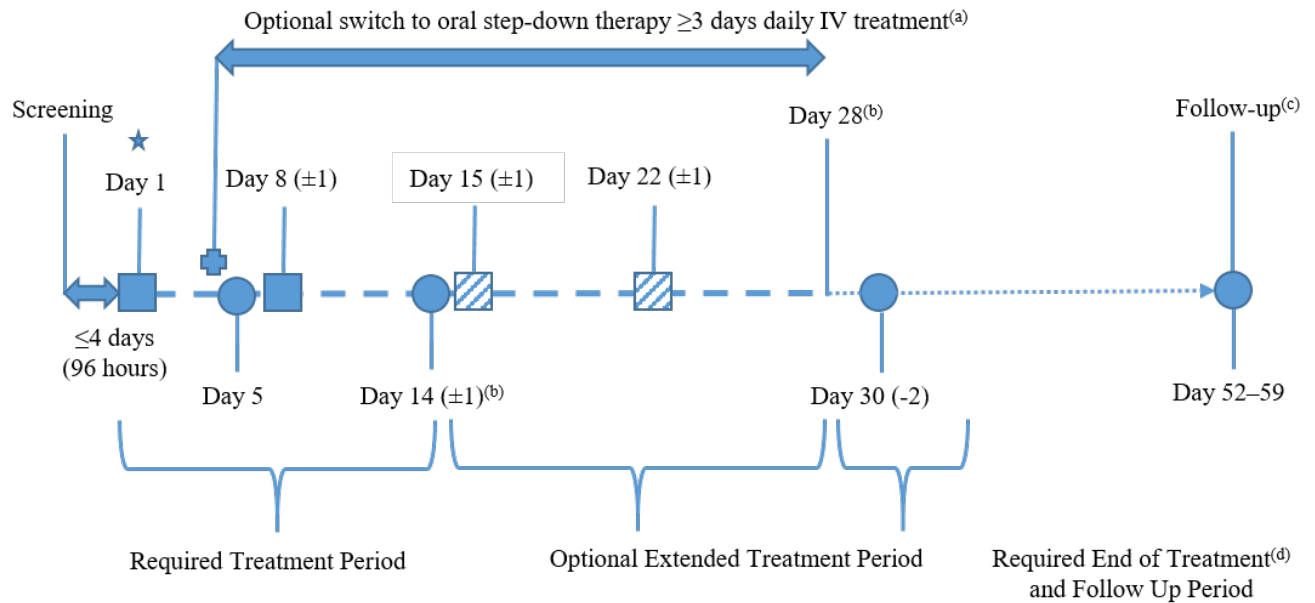 Optional switch to oral step-down therapy ≥3 days daily IV treatment(a)
Screening
Day 28(b)
Follow-up(c)
Day 1
Day 8 (±1)
Day 15 (±1)
Day 22 (±1)
≤4 days
(96 hours)
Day 5
Day 14 (±1)(b)
Day 30 (-2)
Day 52–59
Required Treatment Period
Optional Extended Treatment Period
Required End of Treatment(d)
and Follow Up Period